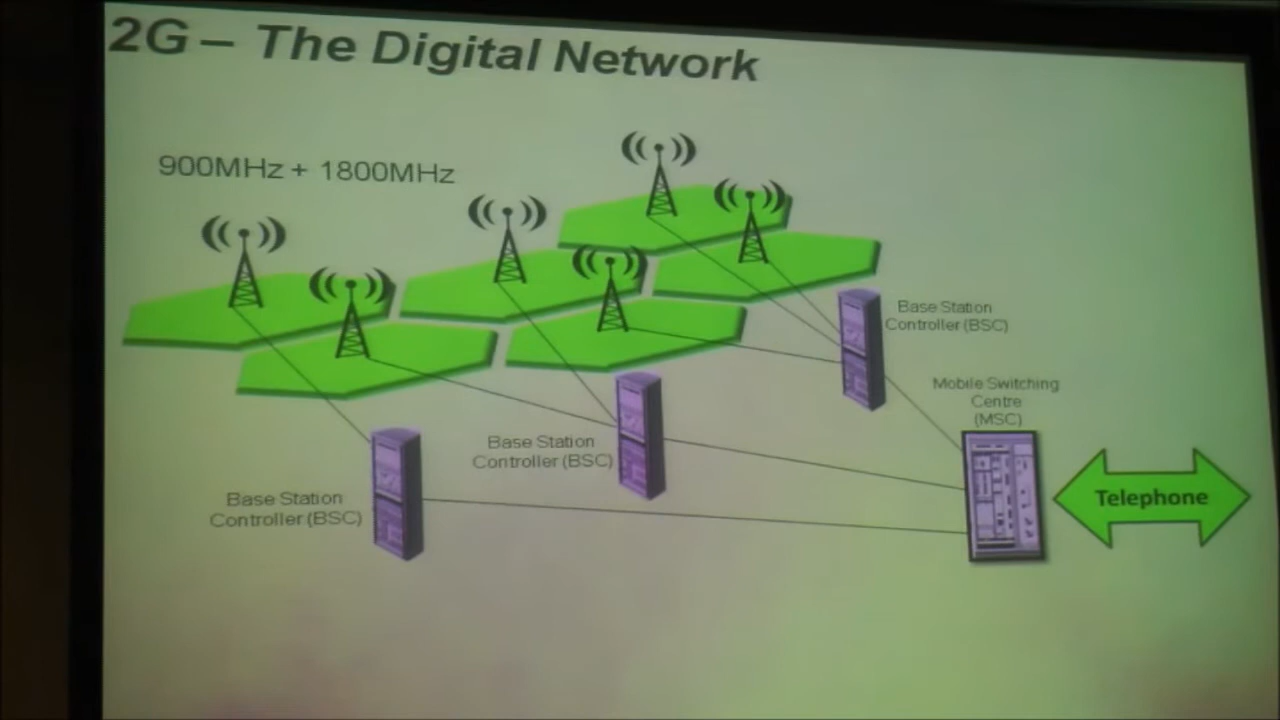 2G – The Digital Network
900MHz + 1800MHz
Base Station
Controller (BSC)
Mobile Switching
Centre
(MSC)
Base Station
Controller (BSC)
Base Station
Controller (BSC)
Telephone